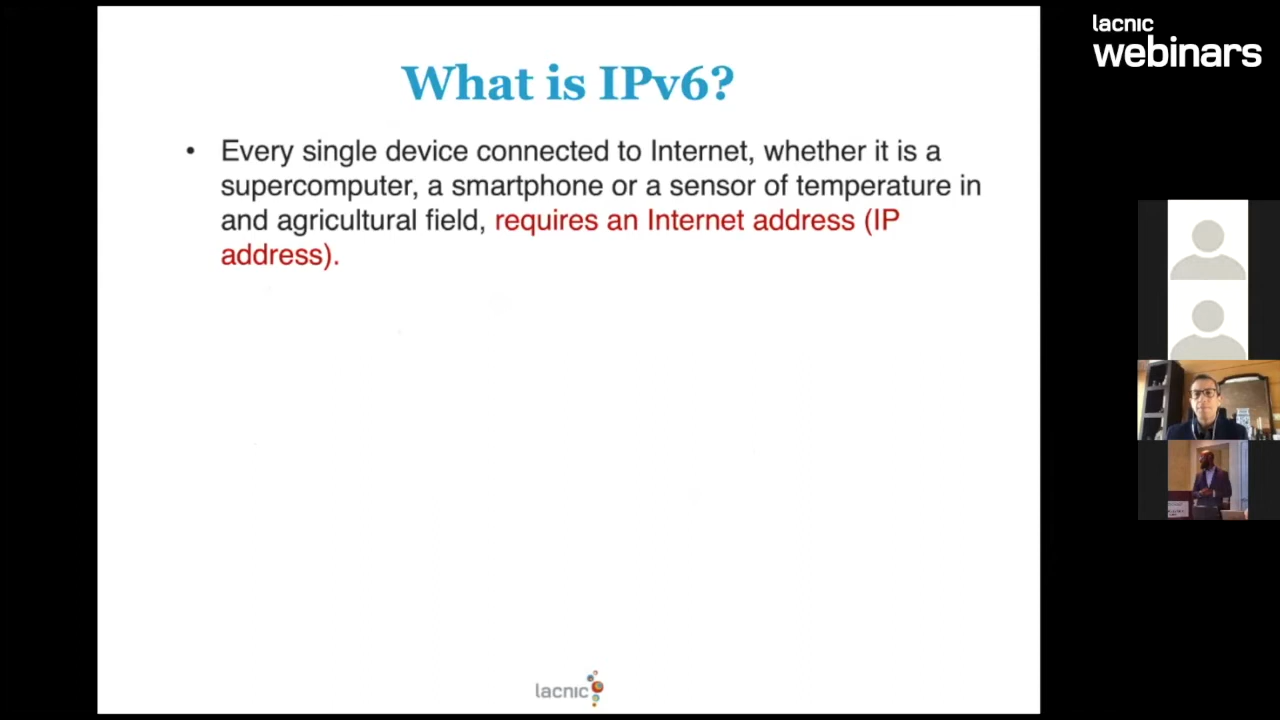 What is IPv6?
• Every single device connected to Internet, whether it is a
supercomputer, a smartphone or a sensor of temperature in
and agricultural field, requires an Internet address (IP
address).
lacnic
lacnic
webinars